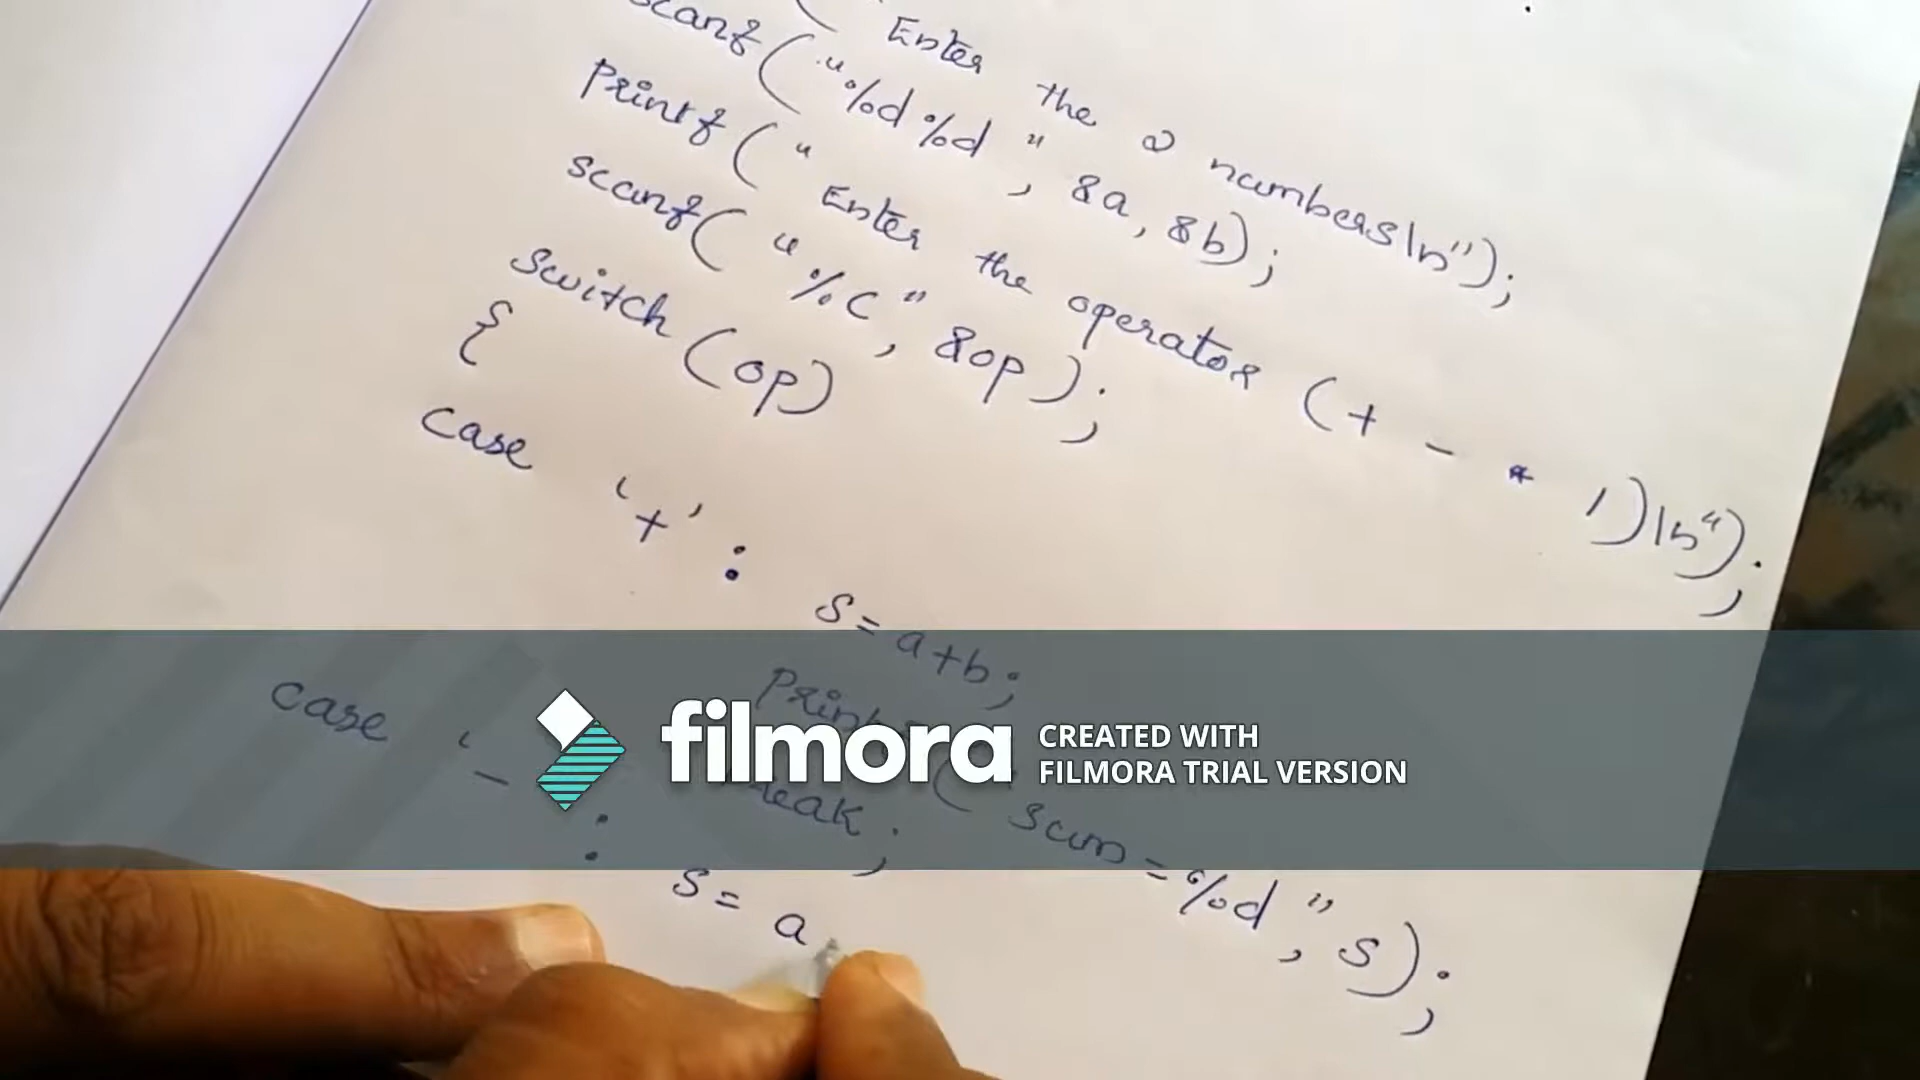 Enter the 2 numbers\n");
scanf("%d %d", &a, &b);
printf("Enter the operator (+ - * /)\n");
scanf("%c", &op);
switch (op)
{
case '+' :
s = a+b;
printf("sum = %d", s);
break;
case '-' :
s = a
filmora
CREATED WITH
FILMORA TRIAL VERSION